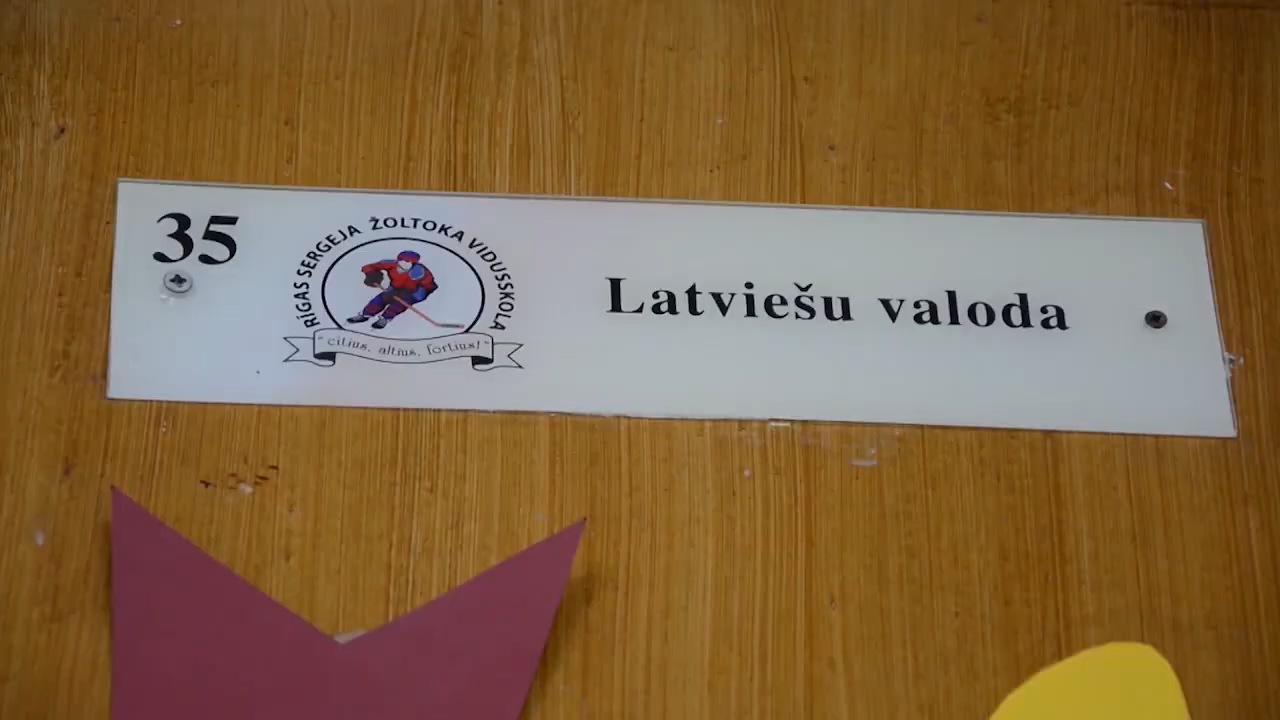 35
RĪGAS SERGEJA ŽOLTOKA VIDUSSKOLA
"citius, altius, fortius!"
Latviešu valoda